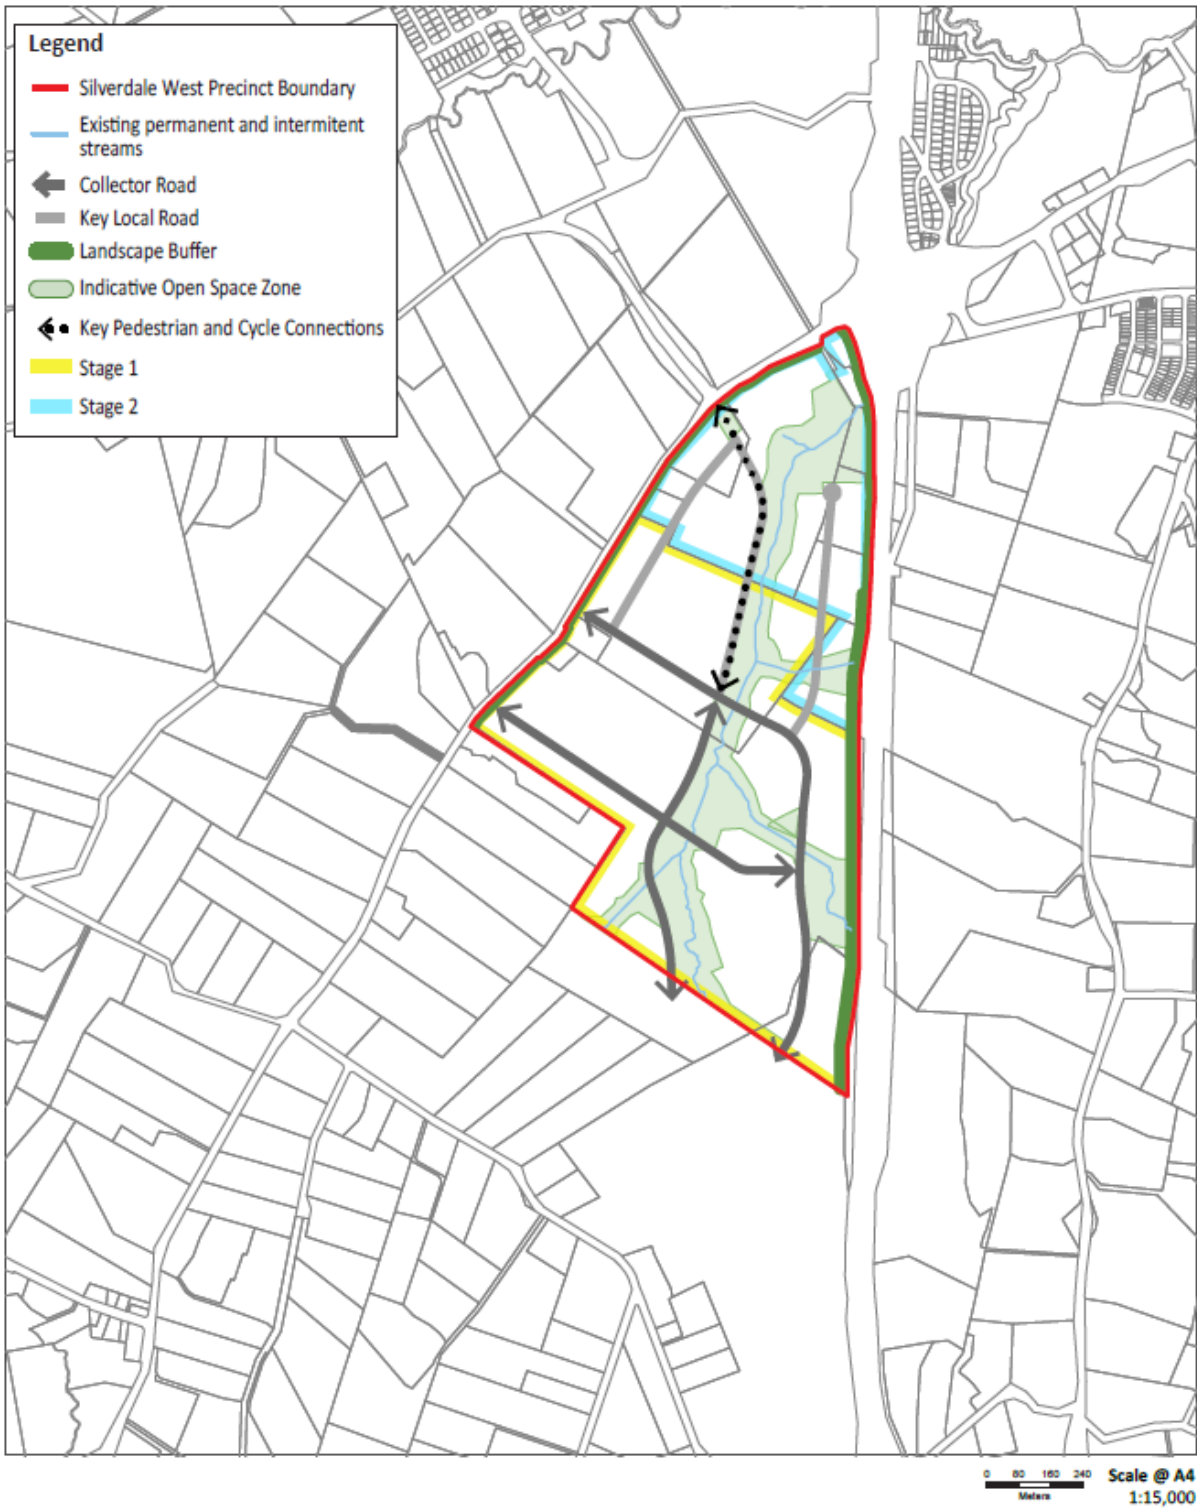 Legend
Silverdale West Precinct Boundary
Existing permanent and intermitent
streams
Collector Road
Key Local Road
Landscape Buffer
Indicative Open Space Zone
Key Pedestrian and Cycle Connections
Stage 1
Stage 2
0 80 160 240
Meters
Scale @ A4
1:15,000